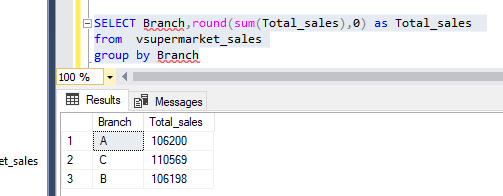 SELECT Branch,round(sum(Total_sales),0) as Total_sales
from  vsupermarket_sales
group by Branch
100 %
Results Messages
Branch Total_sales
1 A 106200
2 C 110569
3 B 106198
et_sales